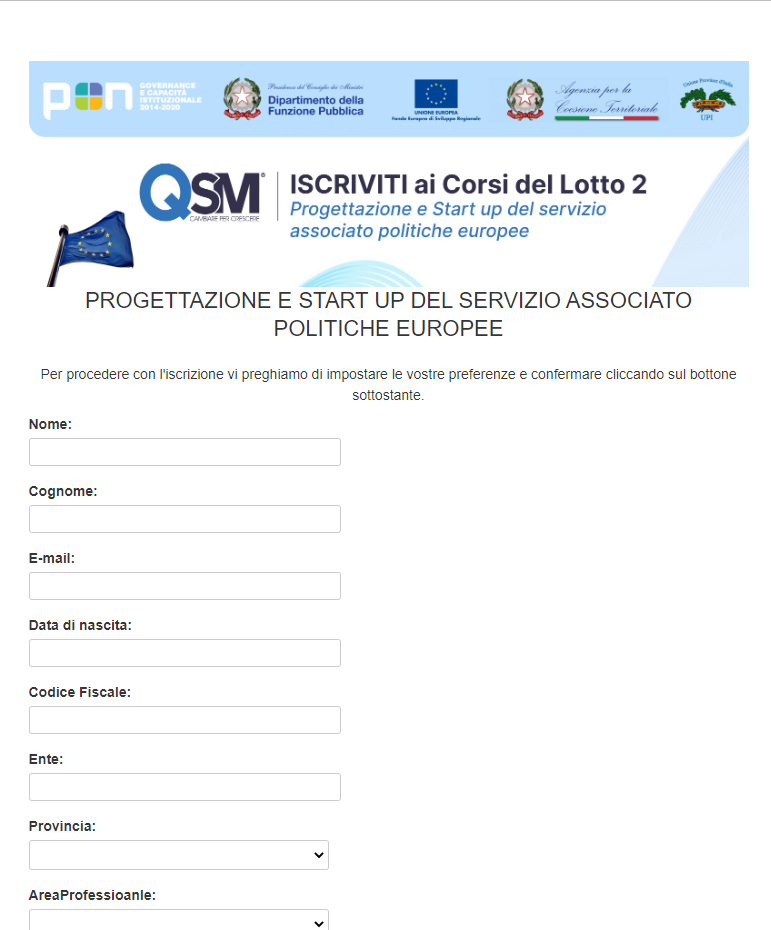 pon GOVERNANCE
E CAPACITÀ
ISTITUZIONALE
2014-2020
Presidenza del Consiglio dei Ministri
Dipartimento della
Funzione Pubblica
UNIONE EUROPEA
Fondo Europeo di Sviluppo Regionale
Agenzia per la
Coesione Territoriale
Unione Province d'Italia
UPI
QSM®
CAMBIARE PER CRESCERE
ISCRIVITI ai Corsi del Lotto 2
Progettazione e Start up del servizio
associato politiche europee
PROGETTAZIONE E START UP DEL SERVIZIO ASSOCIATO
POLITICHE EUROPEE
Per procedere con l'iscrizione vi preghiamo di impostare le vostre preferenze e confermare cliccando sul bottone
sottostante.
Nome:
Cognome:
E-mail:
Data di nascita:
Codice Fiscale:
Ente:
Provincia:
AreaProfessioanle: